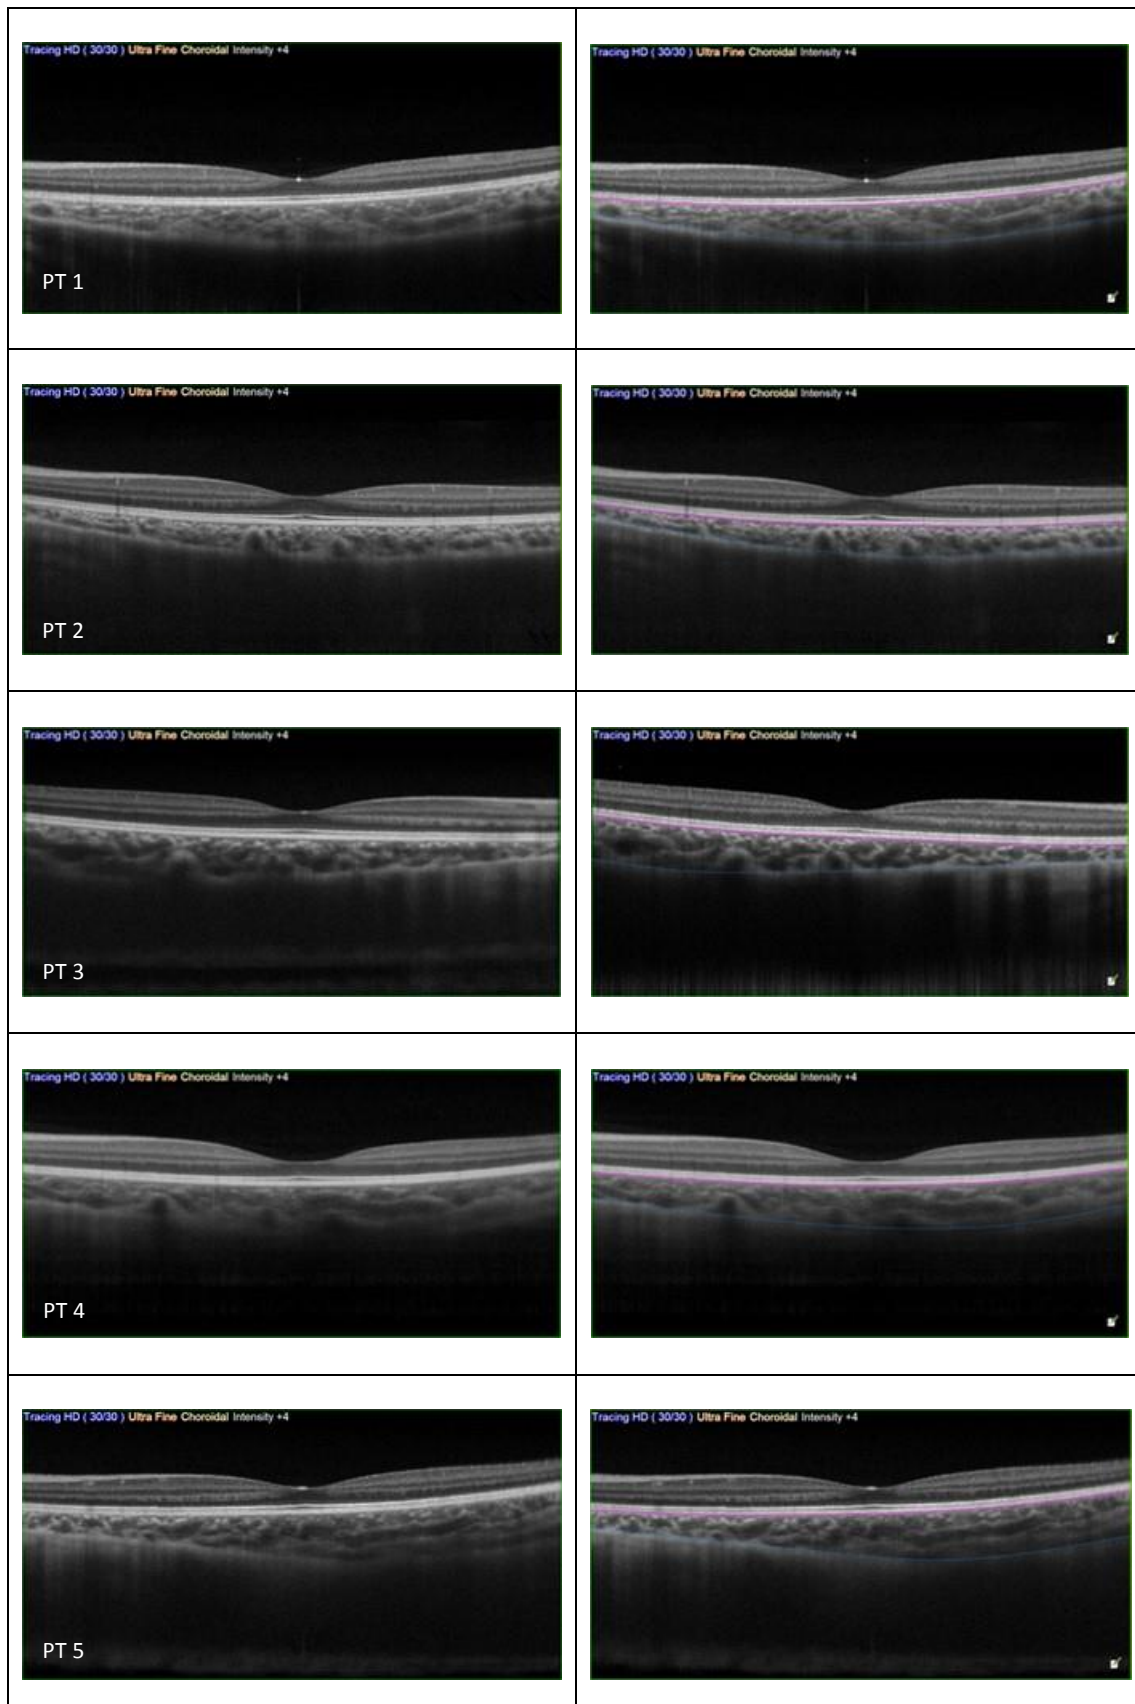 Tracing HD ( 30/30 ) Ultra Fine Choroidal Intensity +4
Tracing HD ( 30/30 ) Ultra Fine Choroidal Intensity +4
PT 1
Tracing HD ( 30/30 ) Ultra Fine Choroidal Intensity +4
Tracing HD ( 30/30 ) Ultra Fine Choroidal Intensity +4
PT 2
Tracing HD ( 30/30 ) Ultra Fine Choroidal Intensity +4
Tracing HD ( 30/30 ) Ultra Fine Choroidal Intensity +4
PT 3
Tracing HD ( 30/30 ) Ultra Fine Choroidal Intensity +4
Tracing HD ( 30/30 ) Ultra Fine Choroidal Intensity +4
PT 4
Tracing HD ( 30/30 ) Ultra Fine Choroidal Intensity +4
Tracing HD ( 30/30 ) Ultra Fine Choroidal Intensity +4
PT 5